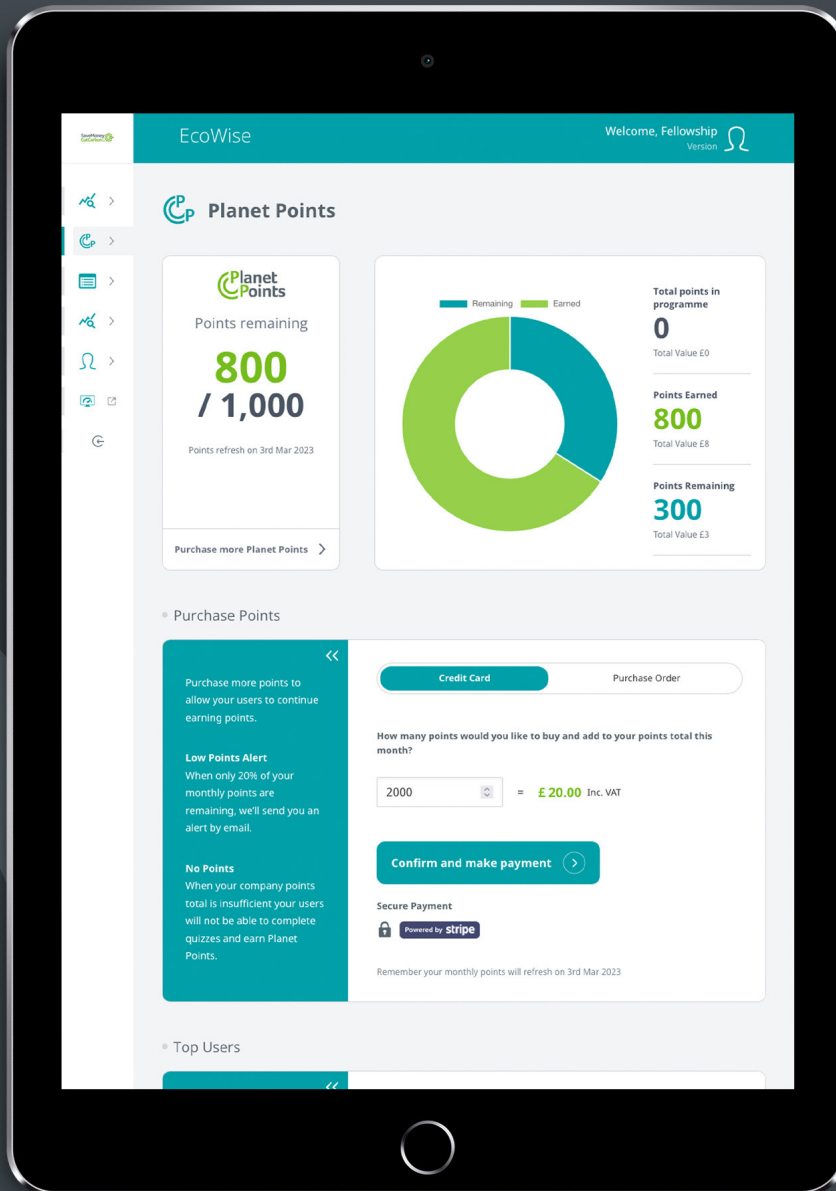 SaveMoney
CutCarbon
EcoWise
Welcome, Fellowship
Version
Planet Points
Planet
Points
Points remaining
800
/ 1,000
Points refresh on 3rd Mar 2023
Purchase more Planet Points
Remaining
Earned
Total points in
programme
0
Total Value £0
Points Earned
800
Total Value £8
Points Remaining
300
Total Value £3
Purchase Points
Purchase more points to
allow your users to continue
earning points.
Low Points Alert
When only 20% of your
monthly points are
remaining, we'll send you an
alert by email.
No Points
When your company points
total is insufficient your users
will not be able to complete
quizzes and earn Planet
Points.
Credit Card
Purchase Order
How many points would you like to buy and add to your points total this
month?
2000
= £ 20.00 Inc. VAT
Confirm and make payment
Secure Payment
Powered by stripe
Remember your monthly points will refresh on 3rd Mar 2023
Top Users